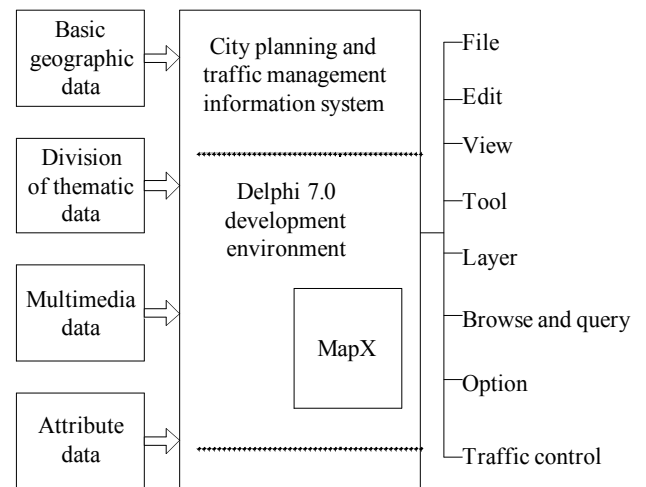 Basic
geographic
data
Division
of thematic
data
Multimedia
data
Attribute
data
City planning and
traffic management
information system
Delphi 7.0
development
environment
MapX
File
Edit
View
Tool
Layer
Browse and query
Option
Traffic control